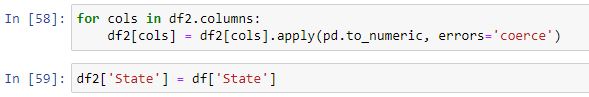 In [58]: for cols in df2.columns:
df2[cols] = df2[cols].apply(pd.to_numeric, errors='coerce')
In [59]: df2['State'] = df['State']